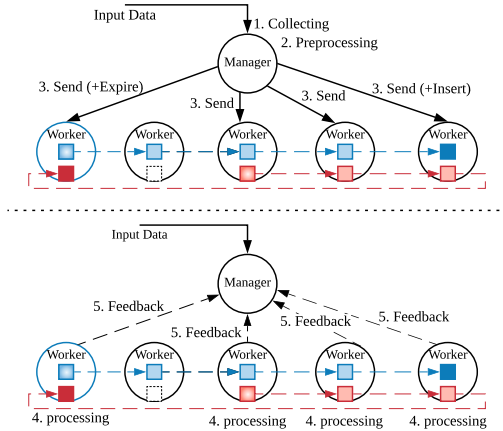 Input Data
1. Collecting
2. Preprocessing
Manager
3. Send (+Expire)
3. Send
3. Send
3. Send (+Insert)
Worker
Worker
Worker
Worker
Worker
Input Data
Manager
5. Feedback
5. Feedback
5. Feedback
5. Feedback
Worker
Worker
Worker
Worker
Worker
4. processing
4. processing
4. processing
4. processing